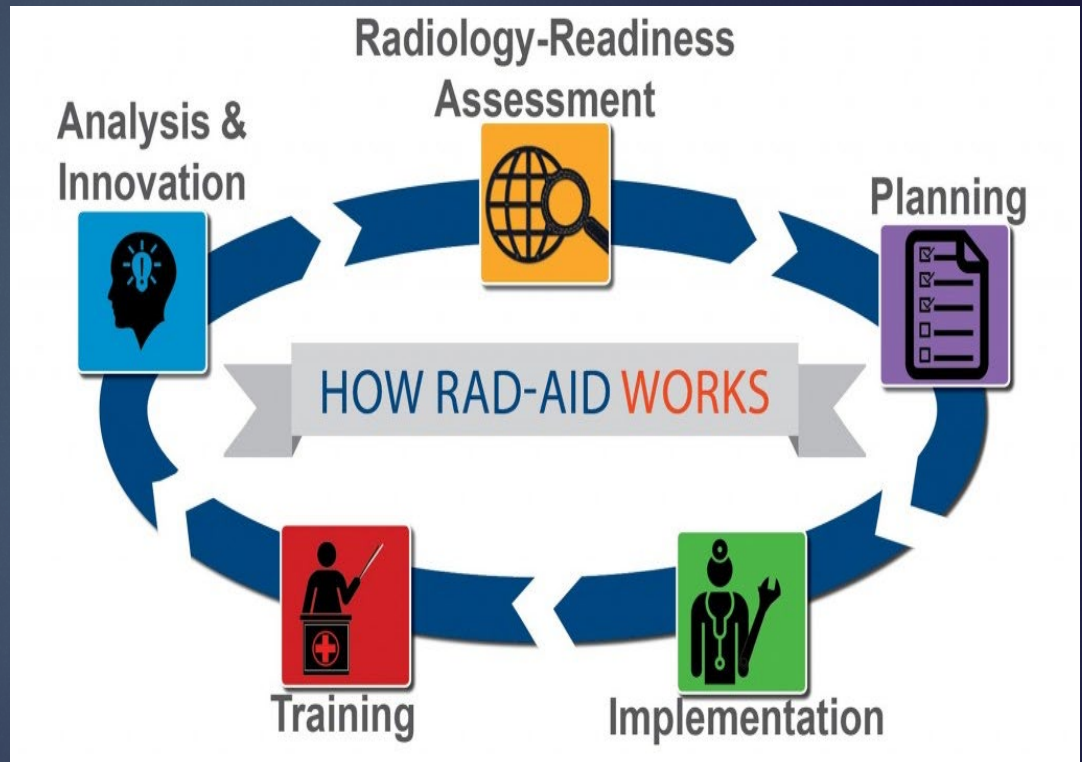 Radiology-Readiness
Assessment
Analysis &
Innovation
Planning
HOW RAD-AID WORKS
Training
Implementation